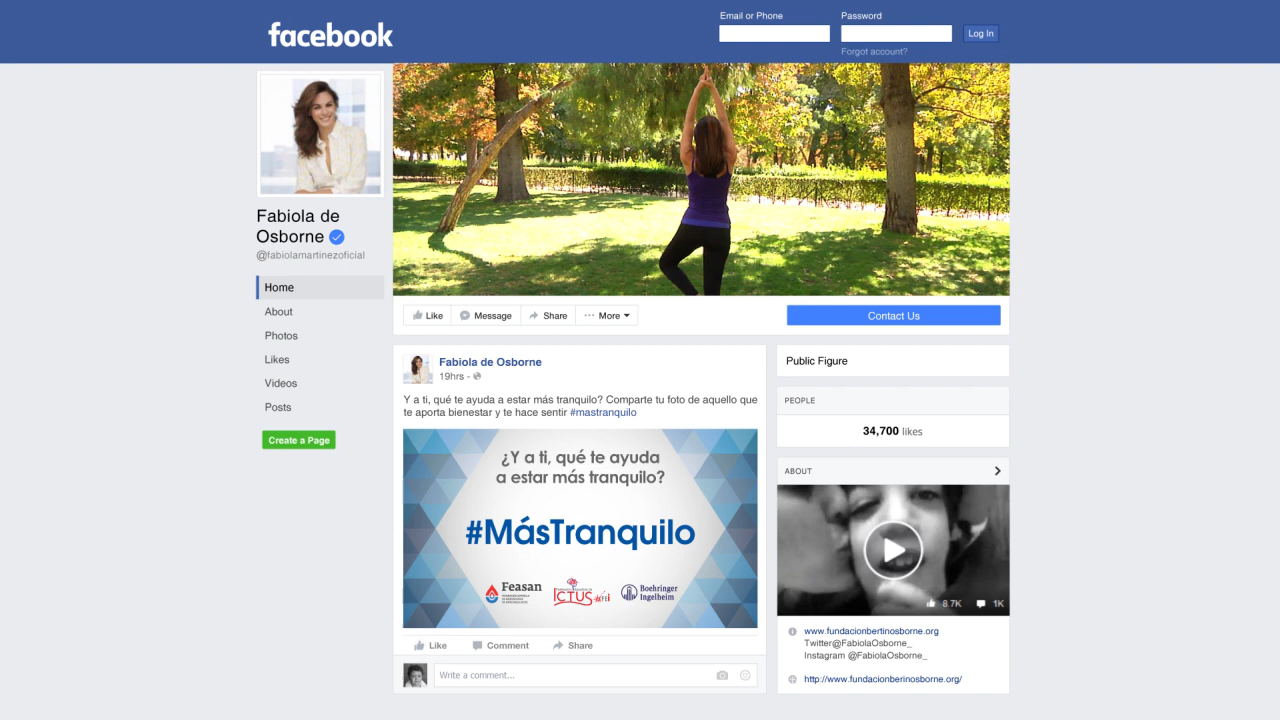 facebook
Email or Phone
Password
Log In
Forgot account?
Fabiola de
Osborne
@fabiolamartinezoficial
Home
About
Photos
Likes
Videos
Posts
Create a Page
Like
Message
Share
More
Contact Us
Fabiola de Osborne
19hrs -
Y a ti, qué te ayuda a estar más tranquilo? Comparte tu foto de aquello que
te aporta bienestar y te hace sentir #mastranquilo
¿Y a ti, qué te ayuda
a estar más tranquilo?
#MásTranquilo
Feasan
ICTUS
Boehringer
Ingelheim
Like
Comment
Share
Write a comment...
Public Figure
PEOPLE
34,700 likes
ABOUT
8.7K
1K
www.fundacionbertinosborne.org
Twitter@FabiolaOsborne_
Instagram @FabiolaOsborne_
http://www.fundacionberinosborne.org/